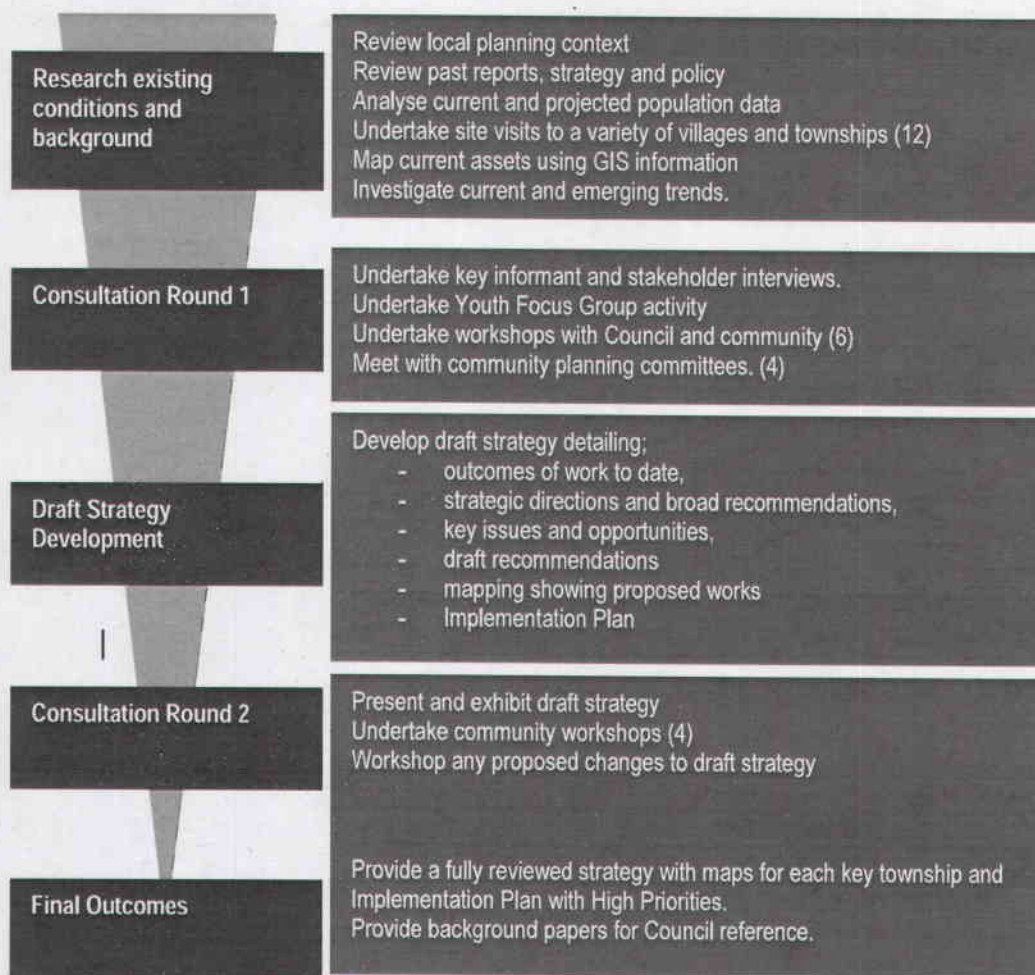 Research existing
conditions and
background
Review local planning context
Review past reports, strategy and policy
Analyse current and projected population data
Undertake site visits to a variety of villages and townships (12)
Map current assets using GIS information
Investigate current and emerging trends.
Consultation Round 1
Undertake key informant and stakeholder interviews.
Undertake Youth Focus Group activity
Undertake workshops with Council and community (6)
Meet with community planning committees. (4)
Draft Strategy
Development
Develop draft strategy detailing;
- outcomes of work to date,
- strategic directions and broad recommendations,
- key issues and opportunities,
- draft recommendations
- mapping showing proposed works
- Implementation Plan
Consultation Round 2
Present and exhibit draft strategy
Undertake community workshops (4)
Workshop any proposed changes to draft strategy
Final Outcomes
Provide a fully reviewed strategy with maps for each key township and
Implementation Plan with High Priorities.
Provide background papers for Council reference.